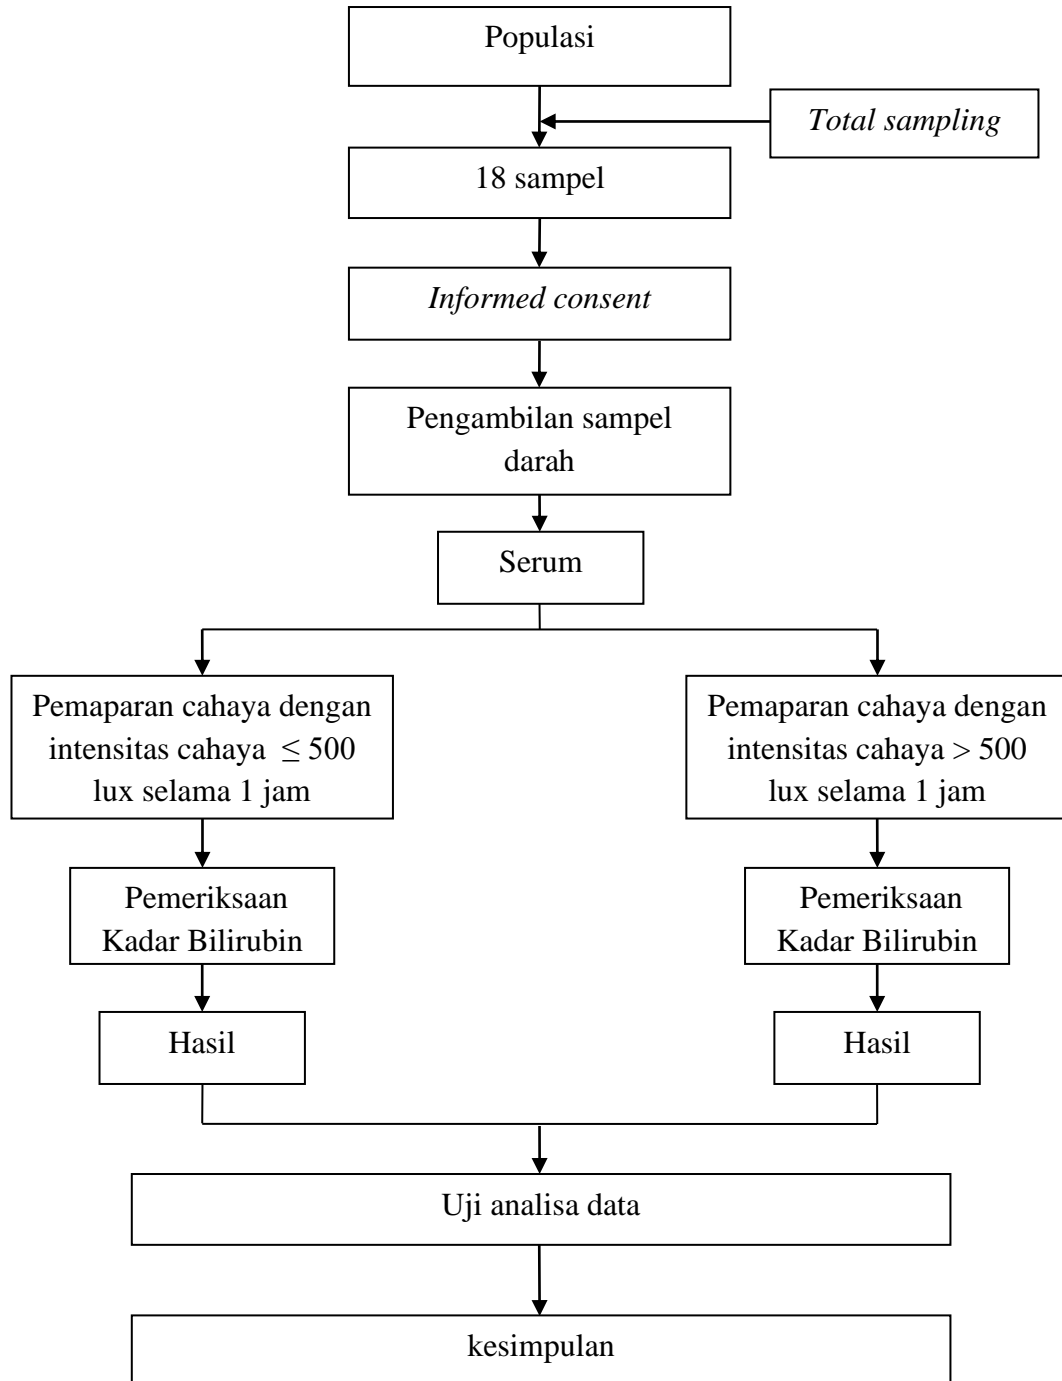 Populasi
Total sampling
18 sampel
Informed consent
Pengambilan sampel
darah
Serum
Pemaparan cahaya dengan
intensitas cahaya ≤ 500
lux selama 1 jam
Pemaparan cahaya dengan
intensitas cahaya > 500
lux selama 1 jam
Pemeriksaan
Kadar Bilirubin
Pemeriksaan
Kadar Bilirubin
Hasil
Hasil
Uji analisa data
kesimpulan